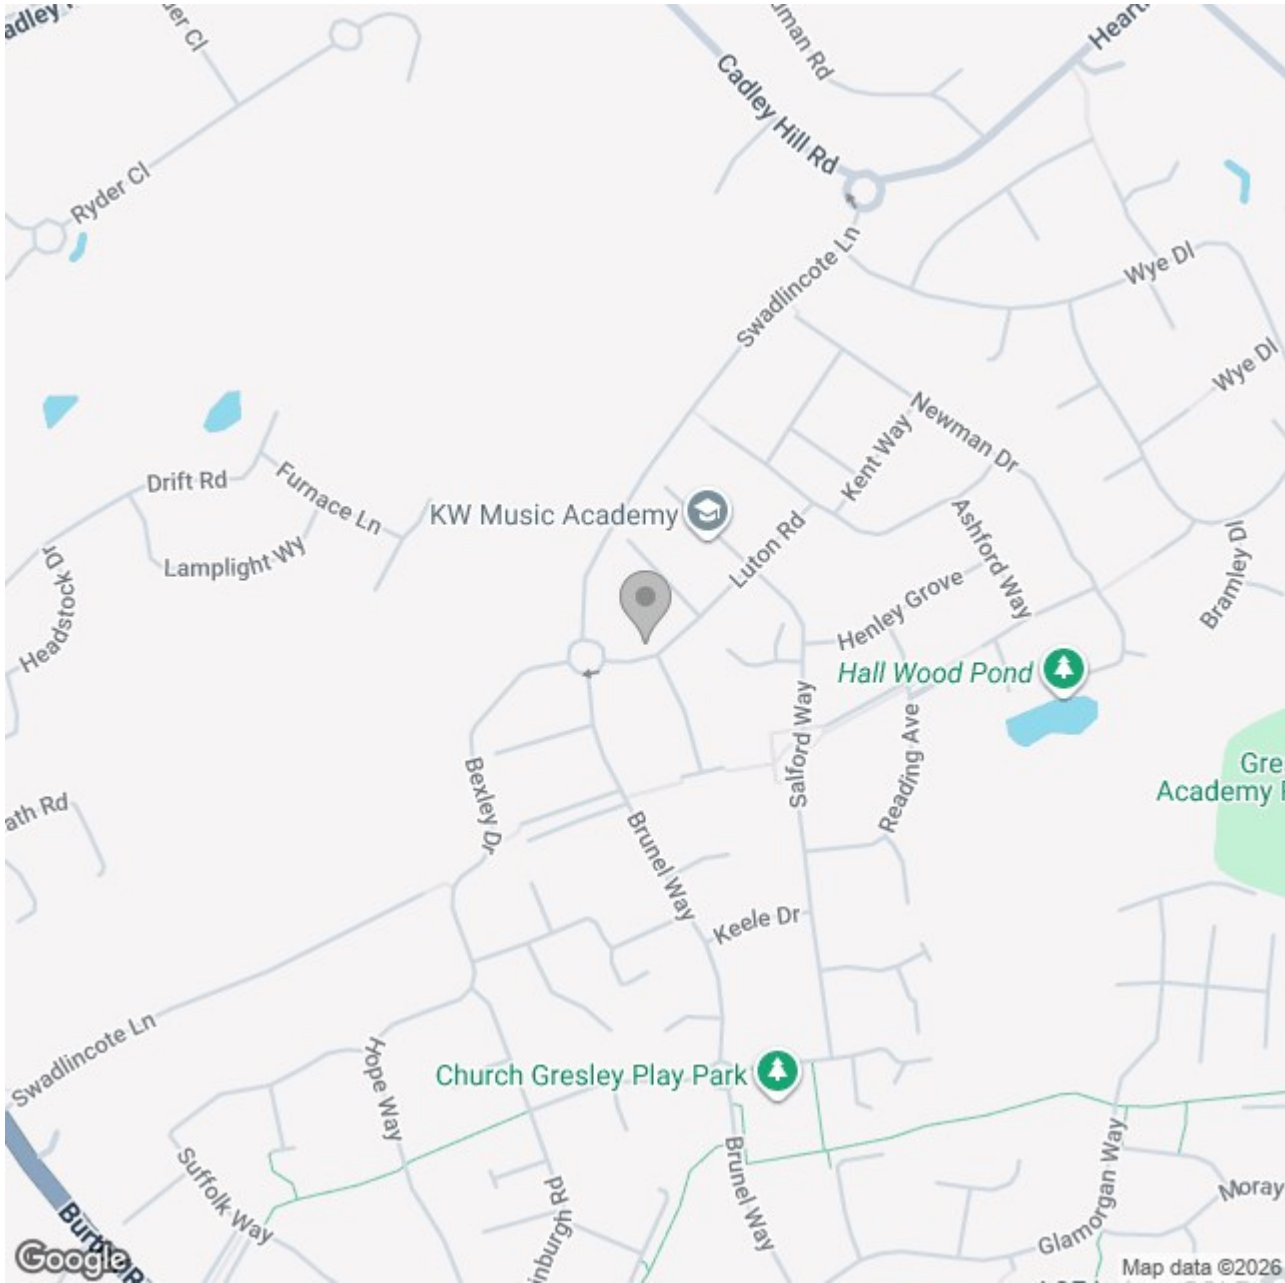 Ryder Cl
Cadley Hill Rd
Swadlincote Ln
Wye Dl
Wye Dl
Newman Dr
Kent Way
Drift Rd
Furnace Ln
KW Music Academy
Luton Rd
Ashford Way
Lamplight Wy
Headstock Dr
Henley Grove
Bramley Dl
Hall Wood Pond
Salford Way
Reading Ave
Bexley Dr
Academy
Brunel Way
Keele Dr
Swadlincote Ln
Hope Way
Church Gresley Play Park
Suffolk Way
Brunel Way
Glamorgan Way
Moray
Google
Map data ©2026